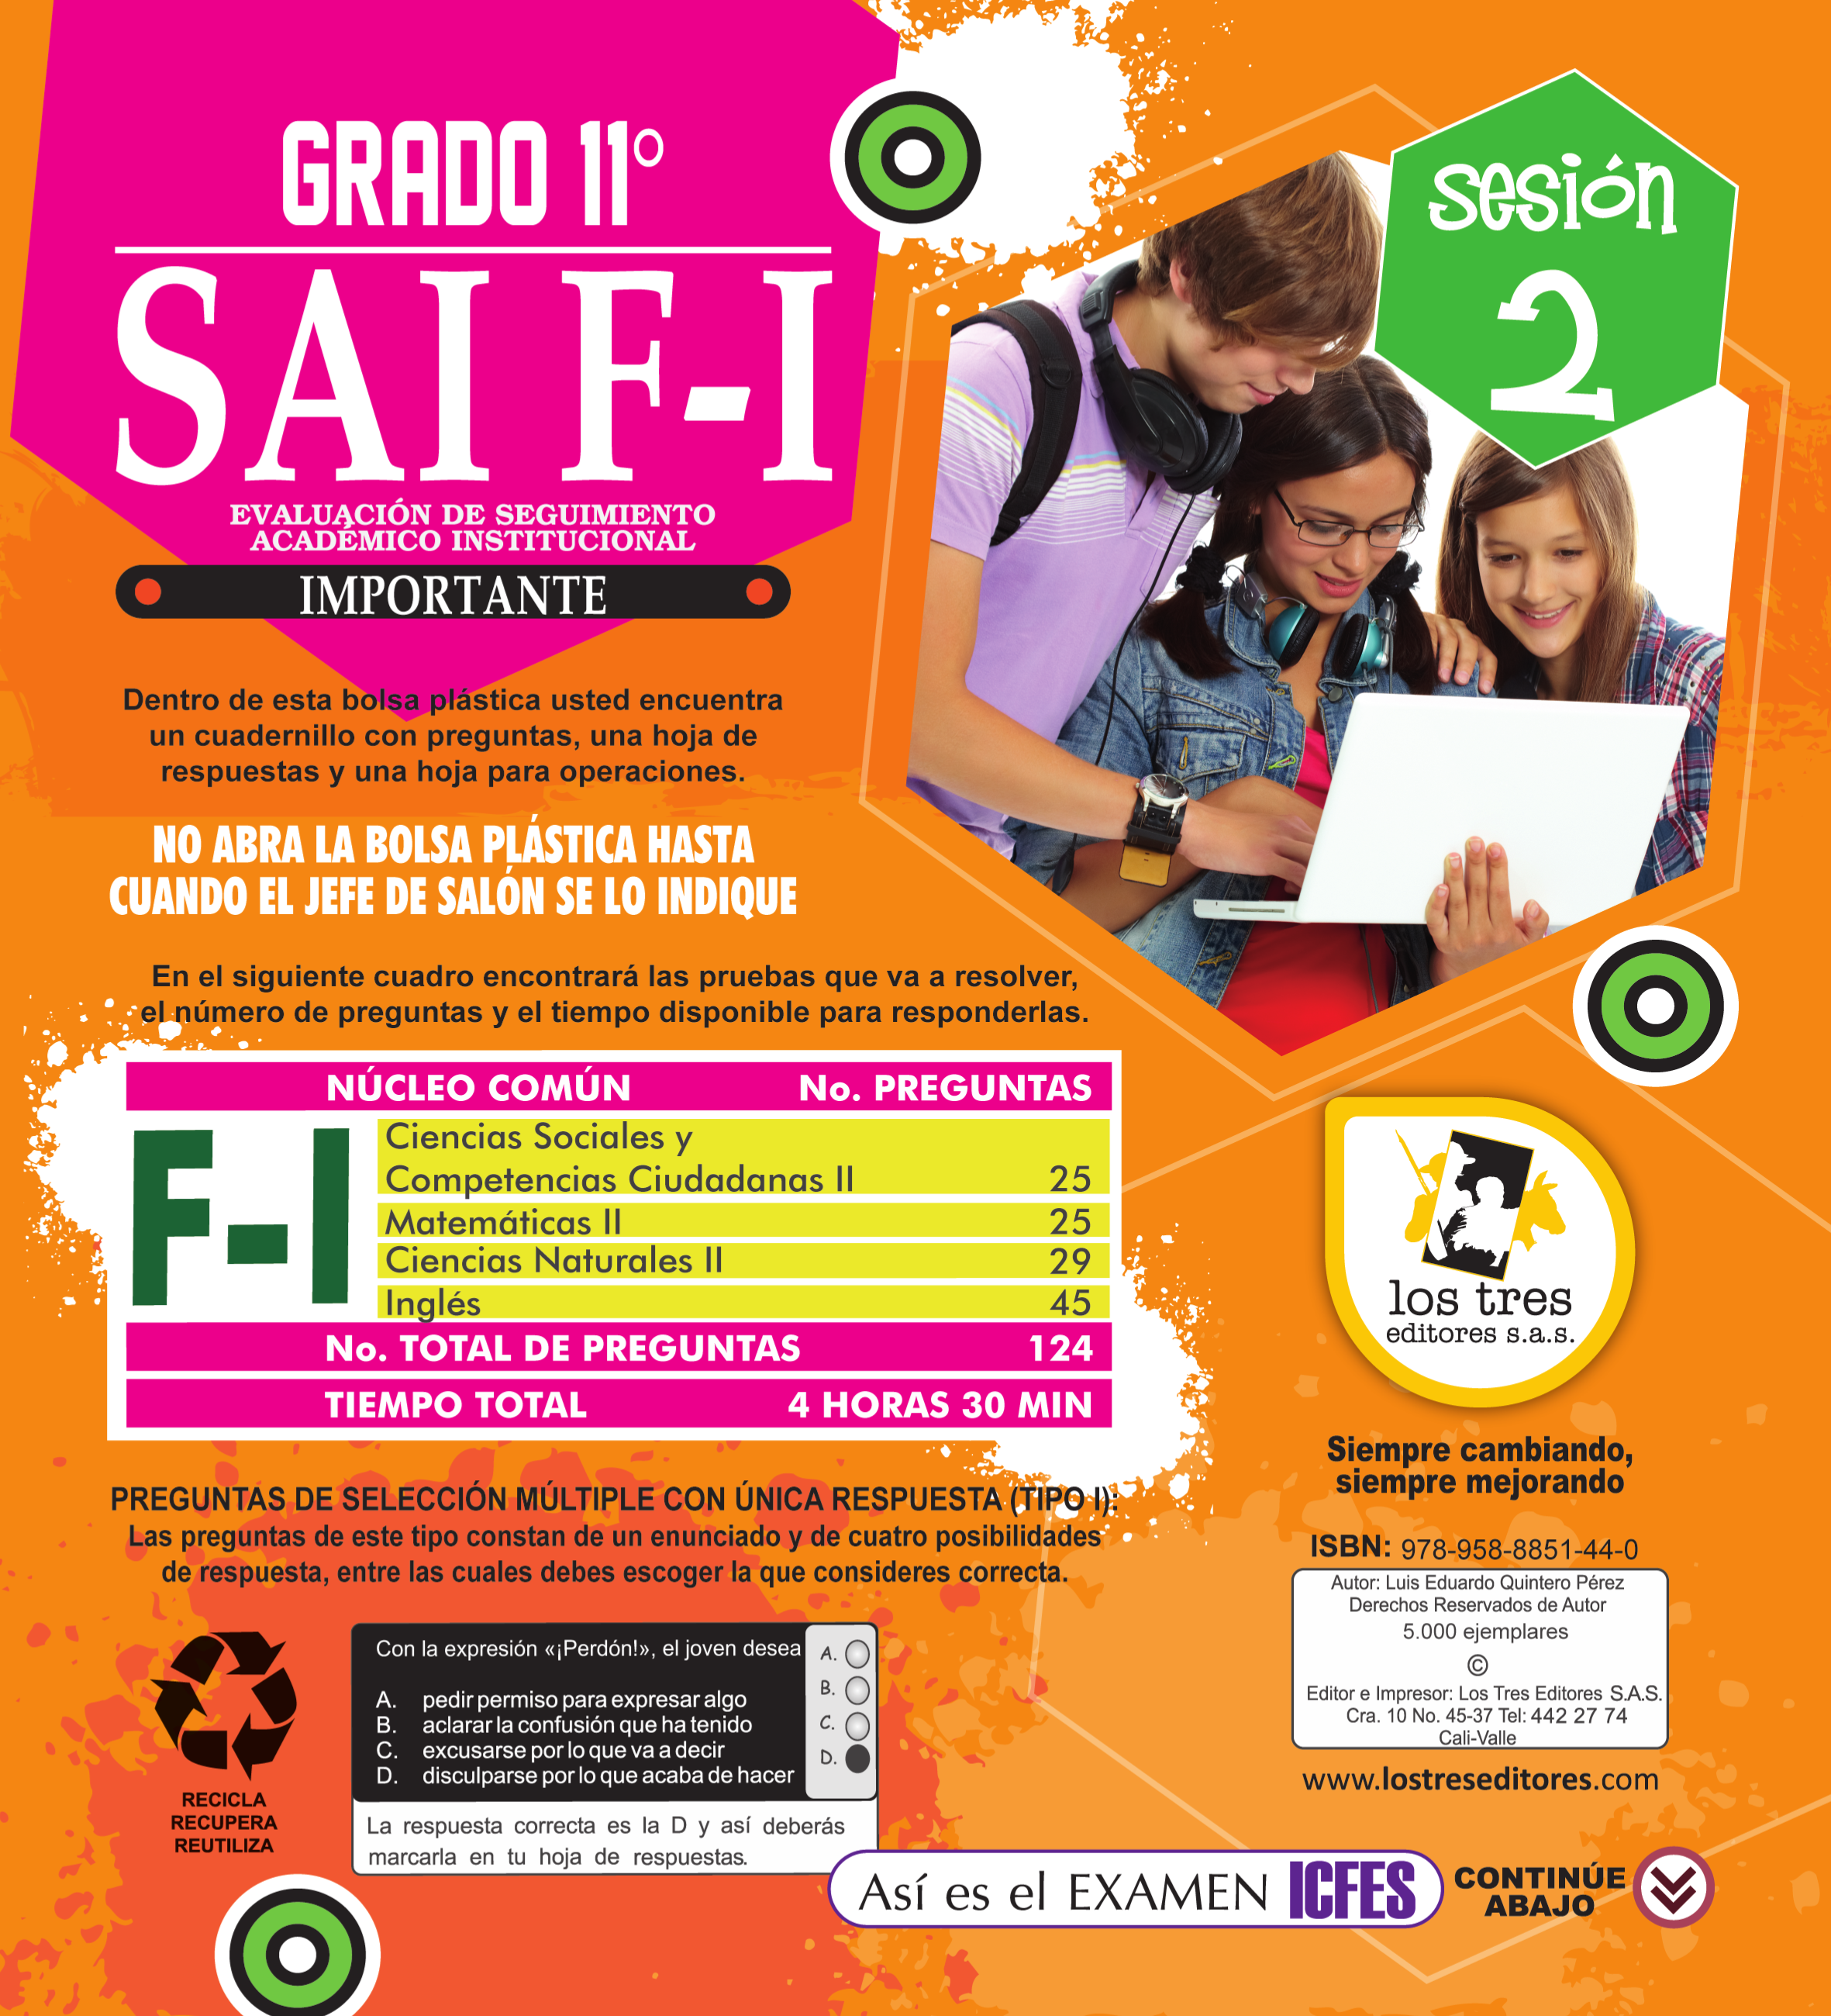 GRADO 11°
SAI F-I
EVALUACIÓN DE SEGUIMIENTO
ACADÉMICO INSTITUCIONAL
IMPORTANTE
sesión
2
Dentro de esta bolsa plástica usted encuentra
un cuadernillo con preguntas, una hoja de
respuestas y una hoja para operaciones.
NO ABRA LA BOLSA PLÁSTICA HASTA
CUANDO EL JEFE DE SALÓN SE LO INDIQUE
En el siguiente cuadro encontrará las pruebas que va a resolver,
el número de preguntas y el tiempo disponible para responderlas.
NÚCLEO COMÚN No. PREGUNTAS
F-I
Ciencias Sociales y
Competencias Ciudadanas II 25
Matemáticas II 25
Ciencias Naturales II 29
Inglés 45
No. TOTAL DE PREGUNTAS 124
TIEMPO TOTAL 4 HORAS 30 MIN
PREGUNTAS DE SELECCIÓN MÚLTIPLE CON ÚNICA RESPUESTA (TIPO I):
Las preguntas de este tipo constan de un enunciado y de cuatro posibilidades
de respuesta, entre las cuales debes escoger la que consideres correcta.
RECICLA
RECUPERA
REUTILIZA
Con la expresión «¡Perdón!», el joven desea
A. pedir permiso para expresar algo
B. aclarar la confusión que ha tenido
C. excusarse por lo que va a decir
D. disculparse por lo que acaba de hacer
A.
B.
C.
D.
La respuesta correcta es la D y así deberás
marcarla en tu hoja de respuestas.
los tres
editores s.a.s.
Siempre cambiando,
siempre mejorando
ISBN: 978-958-8851-44-0
Autor: Luis Eduardo Quintero Pérez
Derechos Reservados de Autor
5.000 ejemplares
©
Editor e Impresor: Los Tres Editores S.A.S.
Cra. 10 No. 45-37 Tel: 442 27 74
Cali-Valle
www.lostreseditores.com
Así es el EXAMEN ICFES
CONTINÚE
ABAJO